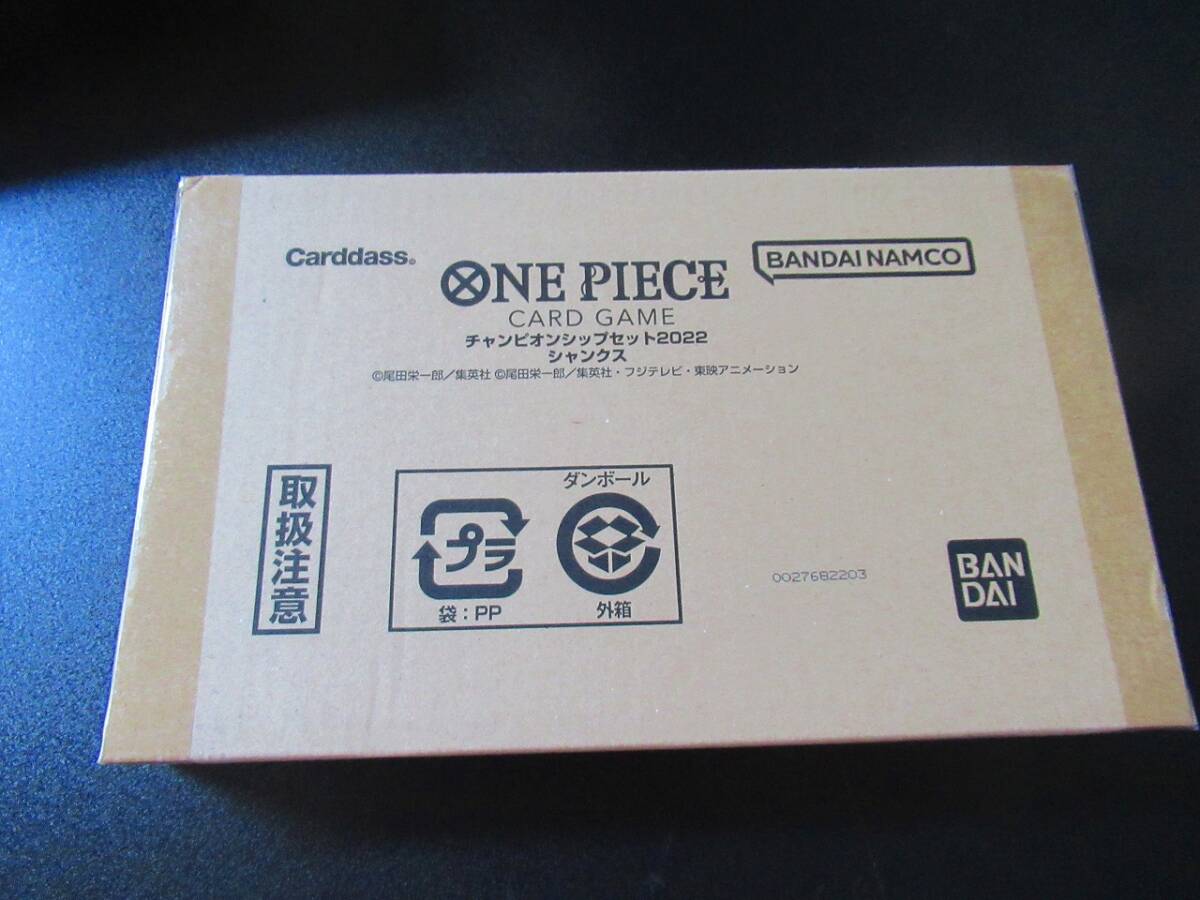 Carddass®
ONE PIECE
CARD GAME
BANDAI NAMCO
チャンピオンシップセット2022
シャンクス
©尾田栄一郎／集英社 ©尾田栄一郎／集英社・フジテレビ・東映アニメーション
取扱注意
プラ
袋：PP
ダンボール
外箱
0027682203
BAN
DAI